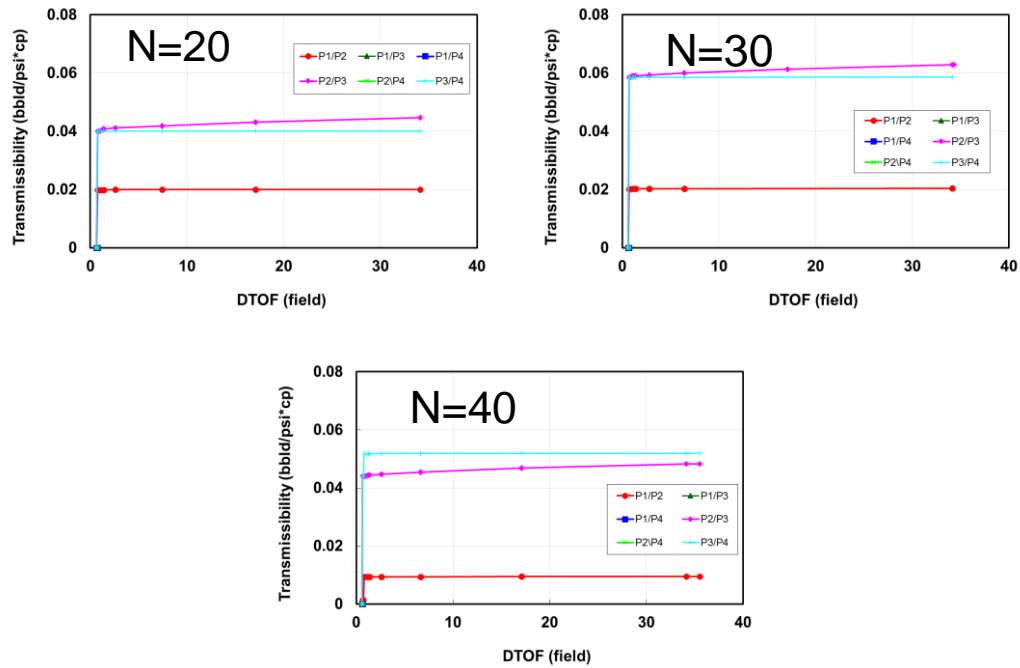 N=20
Transmissibility (bbld/psi*cp)
0.08
0.06
0.04
0.02
0
0 10 20 30 40
DTOF (field)
P1/P2 P1/P3 P1/P4
P2/P3 P2\P4 P3/P4
N=30
Transmissibility (bbld/psi*cp)
0.08
0.06
0.04
0.02
0
0 10 20 30 40
DTOF (field)
P1/P2 P1/P3
P1/P4 P2/P3
P2\P4 P3/P4
N=40
Transmissibility (bbld/psi*cp)
0.08
0.06
0.04
0.02
0
0 10 20 30 40
DTOF (field)
P1/P2 P1/P3
P1/P4 P2/P3
P2\P4 P3/P4